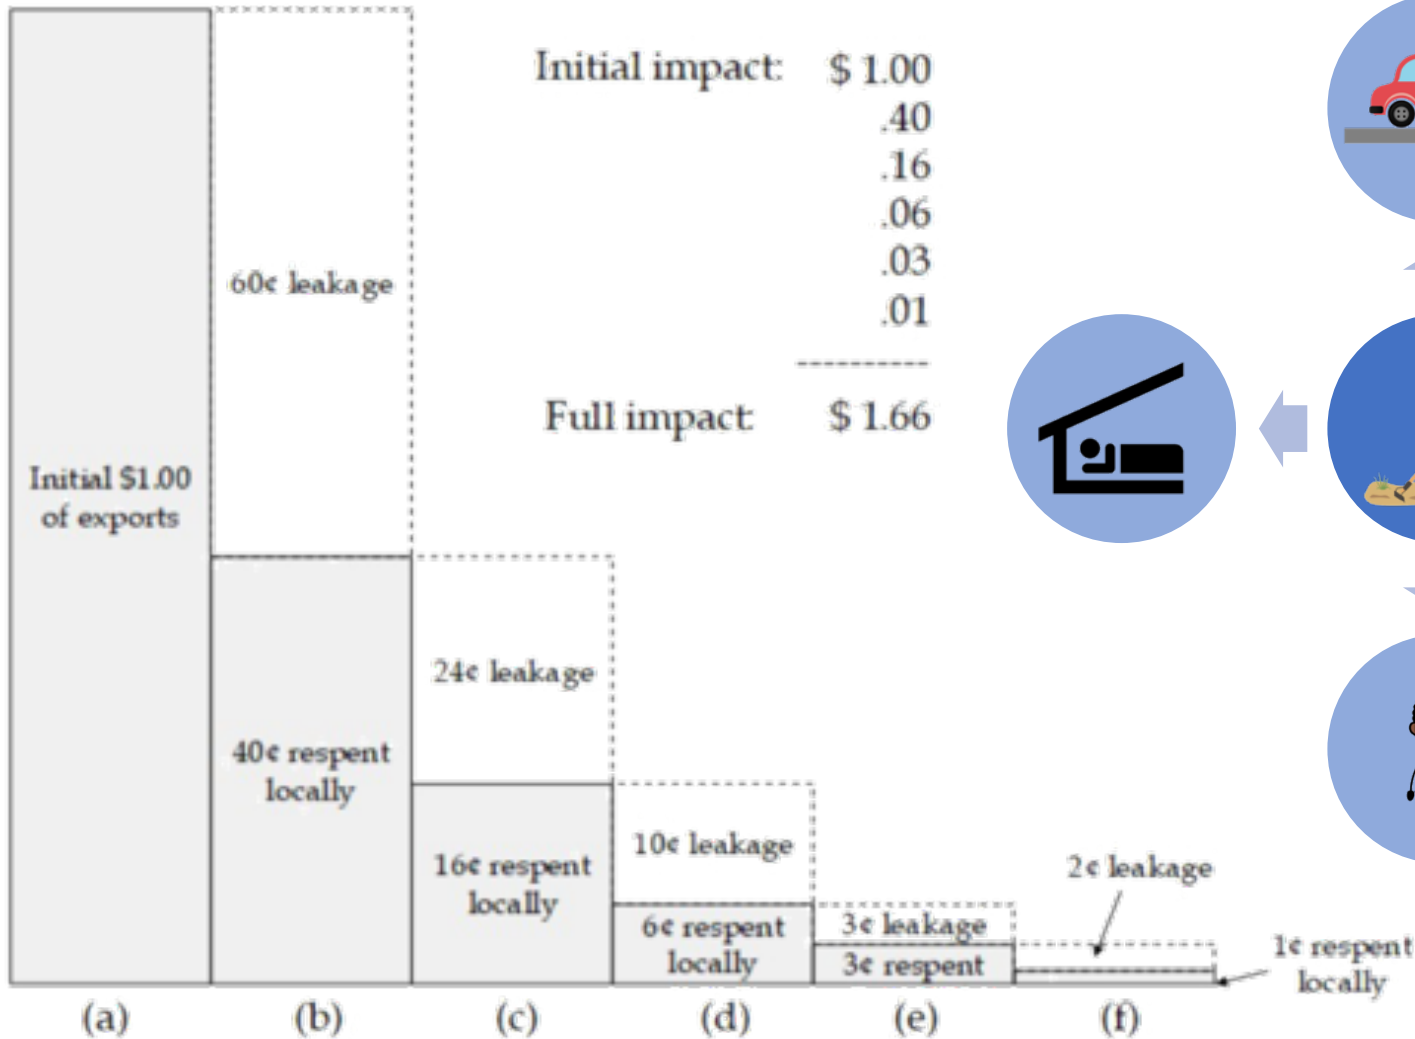 Initial impact: $ 1.00
.40
.16
.06
.03
.01
Full impact: $ 1.66
60¢ leakage
Initial $1.00
of exports
24¢ leakage
40¢ respent
locally
10¢ leakage
16¢ respent
locally
2¢ leakage
6¢ respent
locally
3¢ leakage
3¢ respent
1¢ respent
locally
(a) (b) (c) (d) (e) (f)